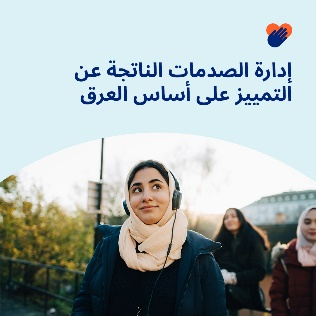 إدارة الصدمات الناتجة عن
التمييز على أساس العرق